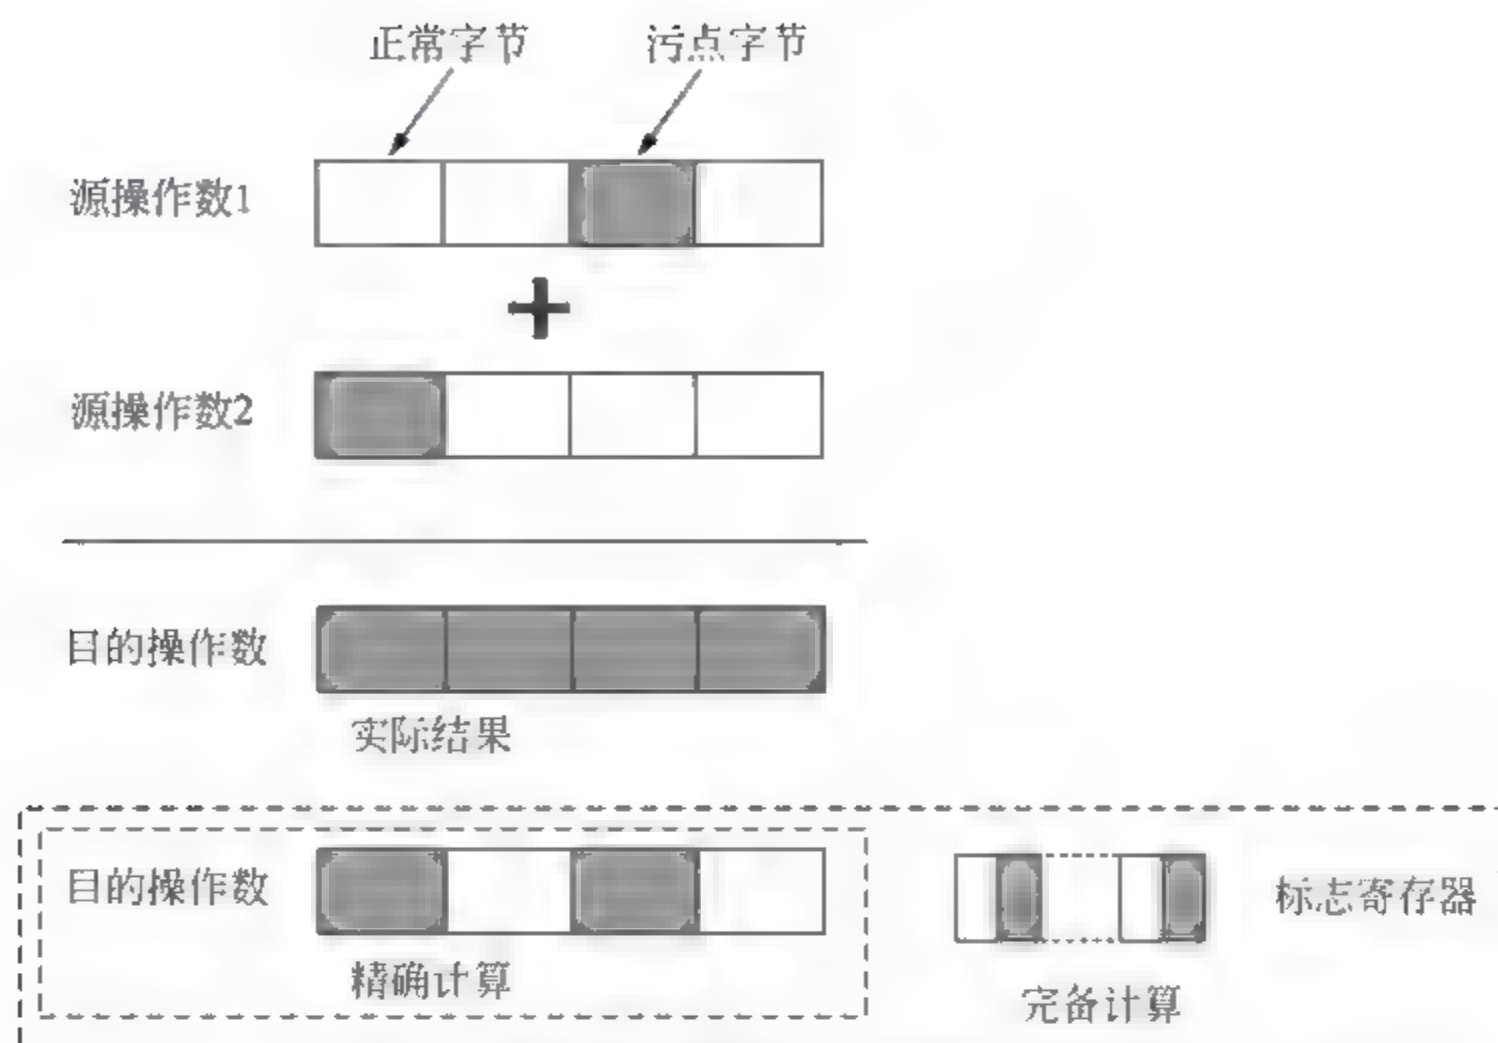 正常字节 污点字节
源操作数1
+
源操作数2
目的操作数
实际结果
目的操作数
标志寄存器
精确计算
完备计算